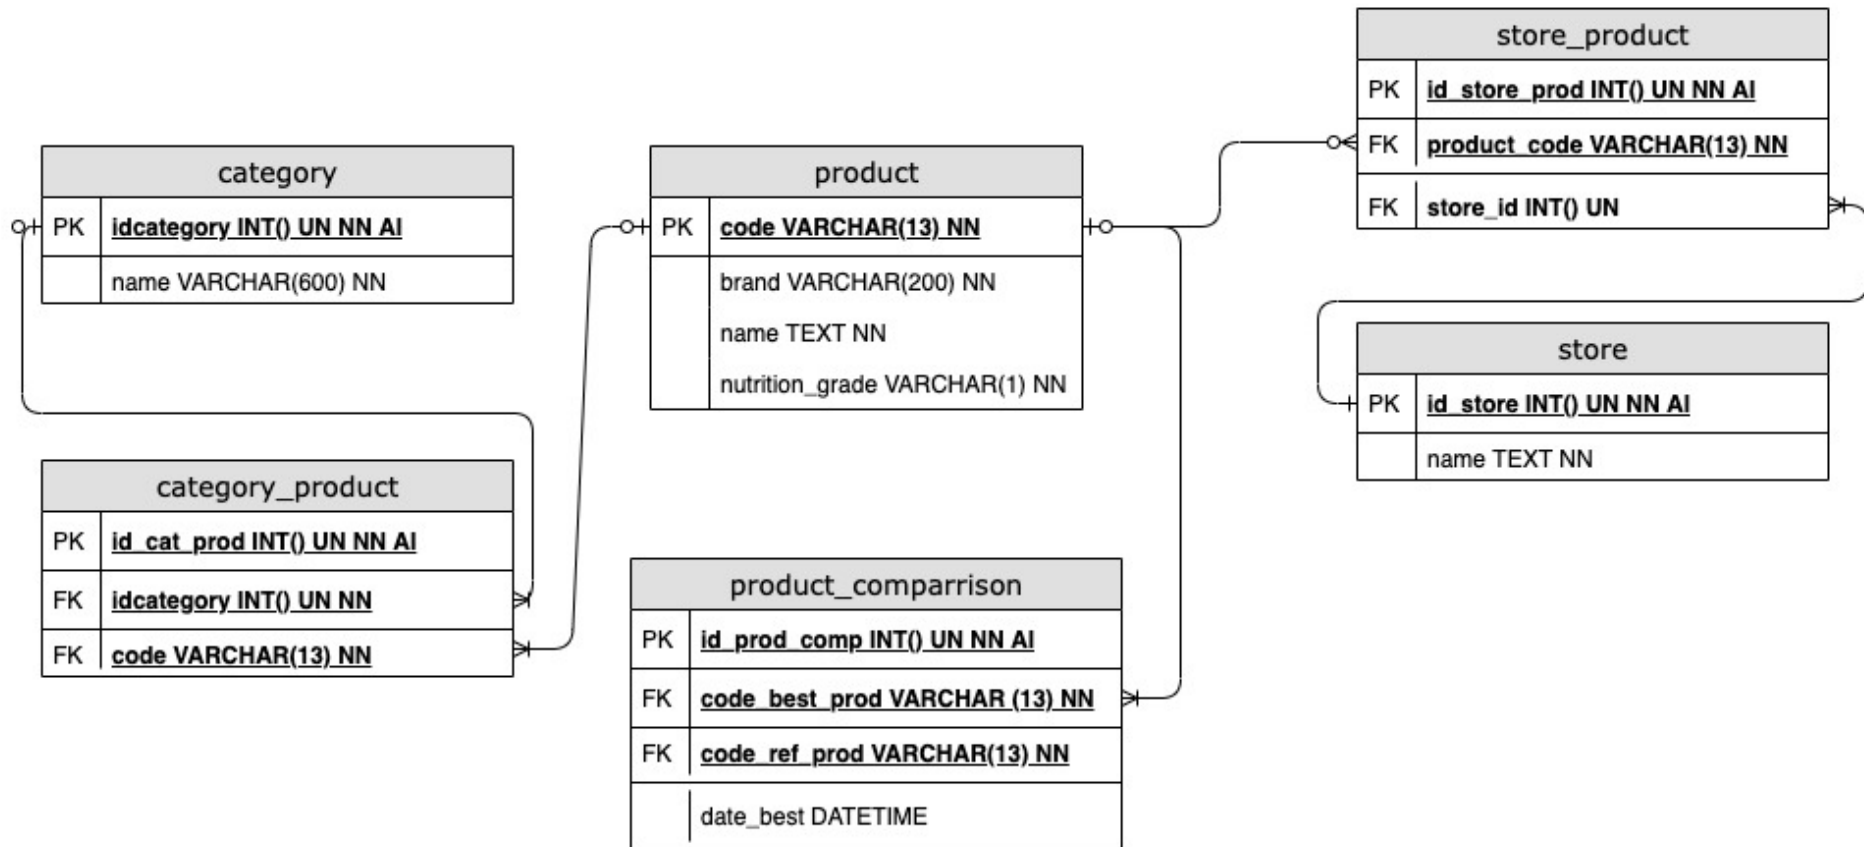 store_product
PK id_store_prod INT() UN NN AI
FK product_code VARCHAR(13) NN
FK store_id INT() UN
category
PK idcategory INT() UN NN AI
name VARCHAR(600) NN
product
PK code VARCHAR(13) NN
brand VARCHAR(200) NN
name TEXT NN
nutrition_grade VARCHAR(1) NN
store
PK id_store INT() UN NN AI
name TEXT NN
category_product
PK id_cat_prod INT() UN NN AI
FK idcategory INT() UN NN
FK code VARCHAR(13) NN
product_comparrison
PK id_prod_comp INT() UN NN AI
FK code_best_prod VARCHAR (13) NN
FK code_ref_prod VARCHAR(13) NN
date_best DATETIME